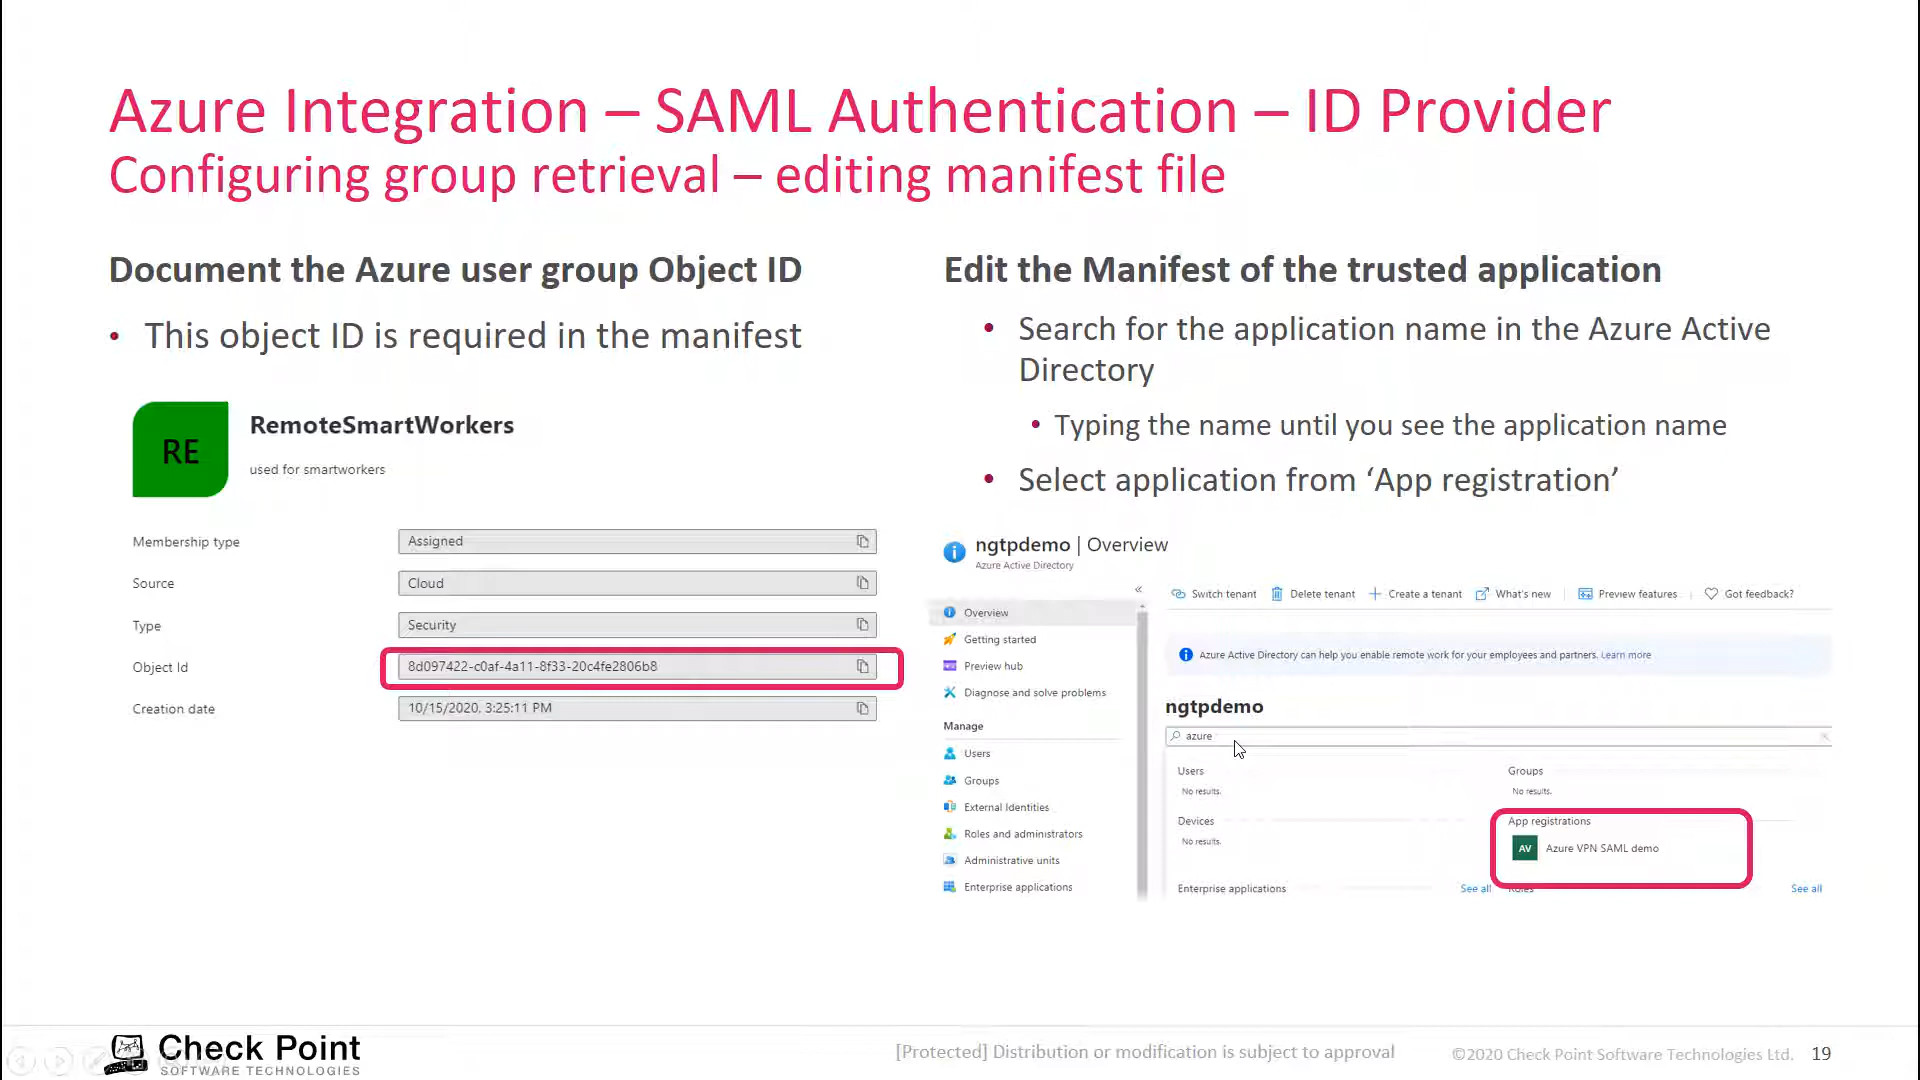 Azure Integration – SAML Authentication – ID Provider
Configuring group retrieval – editing manifest file
Document the Azure user group Object ID
• This object ID is required in the manifest
RE
RemoteSmartWorkers
used for smartworkers
Membership type
Assigned
Source
Cloud
Type
Security
Object Id
8d097422-c0af-4a11-8f33-20c4fe2806b8
Creation date
10/15/2020, 3:25:11 PM
Edit the Manifest of the trusted application
• Search for the application name in the Azure Active
Directory
• Typing the name until you see the application name
• Select application from ‘App registration’
ngtpdemo | Overview
Azure Active Directory
«
Overview
Getting started
Preview hub
Diagnose and solve problems
Manage
Users
Groups
External Identities
Roles and administrators
Administrative units
Enterprise applications
Switch tenant
Delete tenant
Create a tenant
What's new
Preview features
Got feedback?
Azure Active Directory can help you enable remote work for your employees and partners. Learn more
ngtpdemo
azure
Users
No results.
Groups
No results.
Devices
No results.
App registrations
AV
Azure VPN SAML demo
Enterprise applications
See all
Roles
See all
Check Point
SOFTWARE TECHNOLOGIES
[Protected] Distribution or modification is subject to approval
©2020 Check Point Software Technologies Ltd.
19